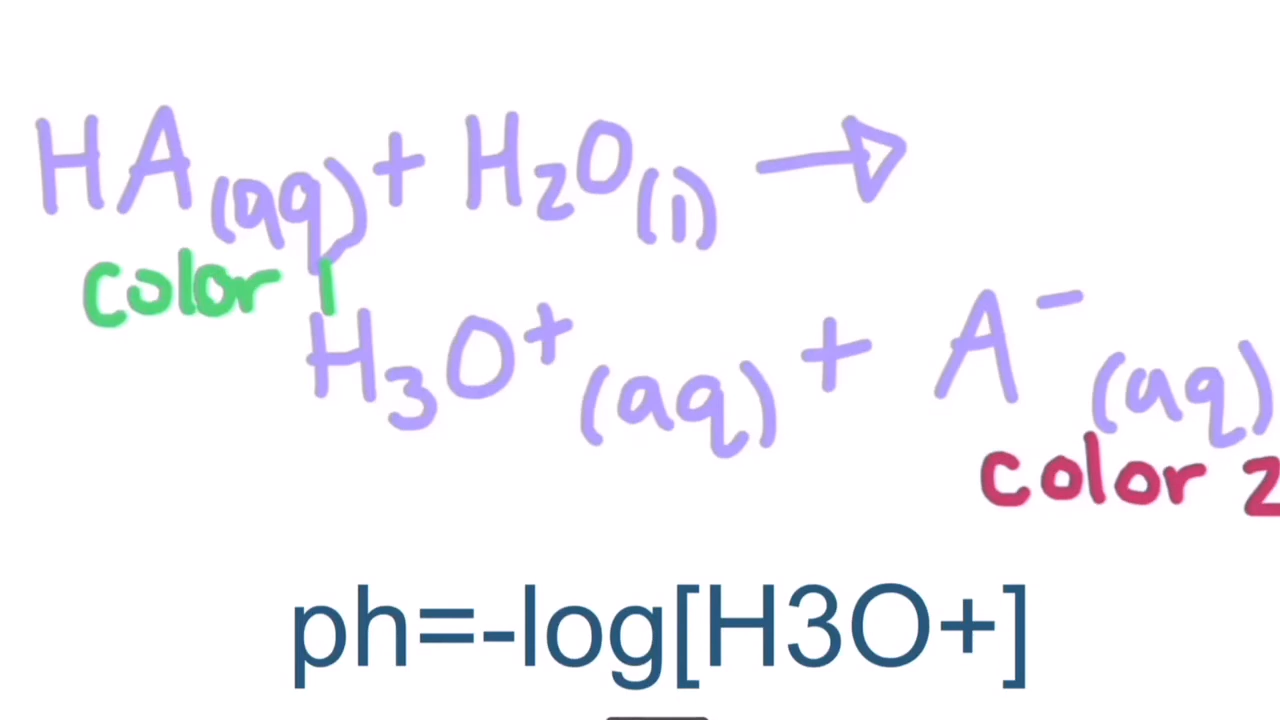 HA(aq) + H₂O(l) →
color 1
H₃O⁺(aq) + A⁻(aq)
color 2
ph=-log[H3O+]